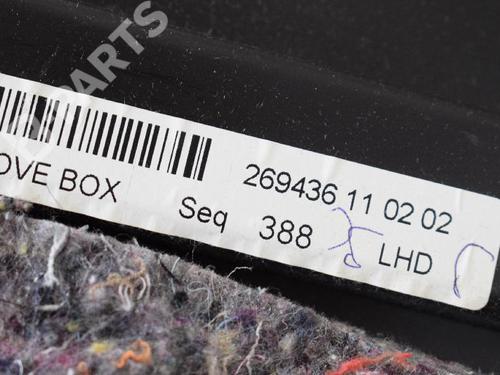 269436 11 02 02
OVE BOX
Seq 388 LHD
PARTS